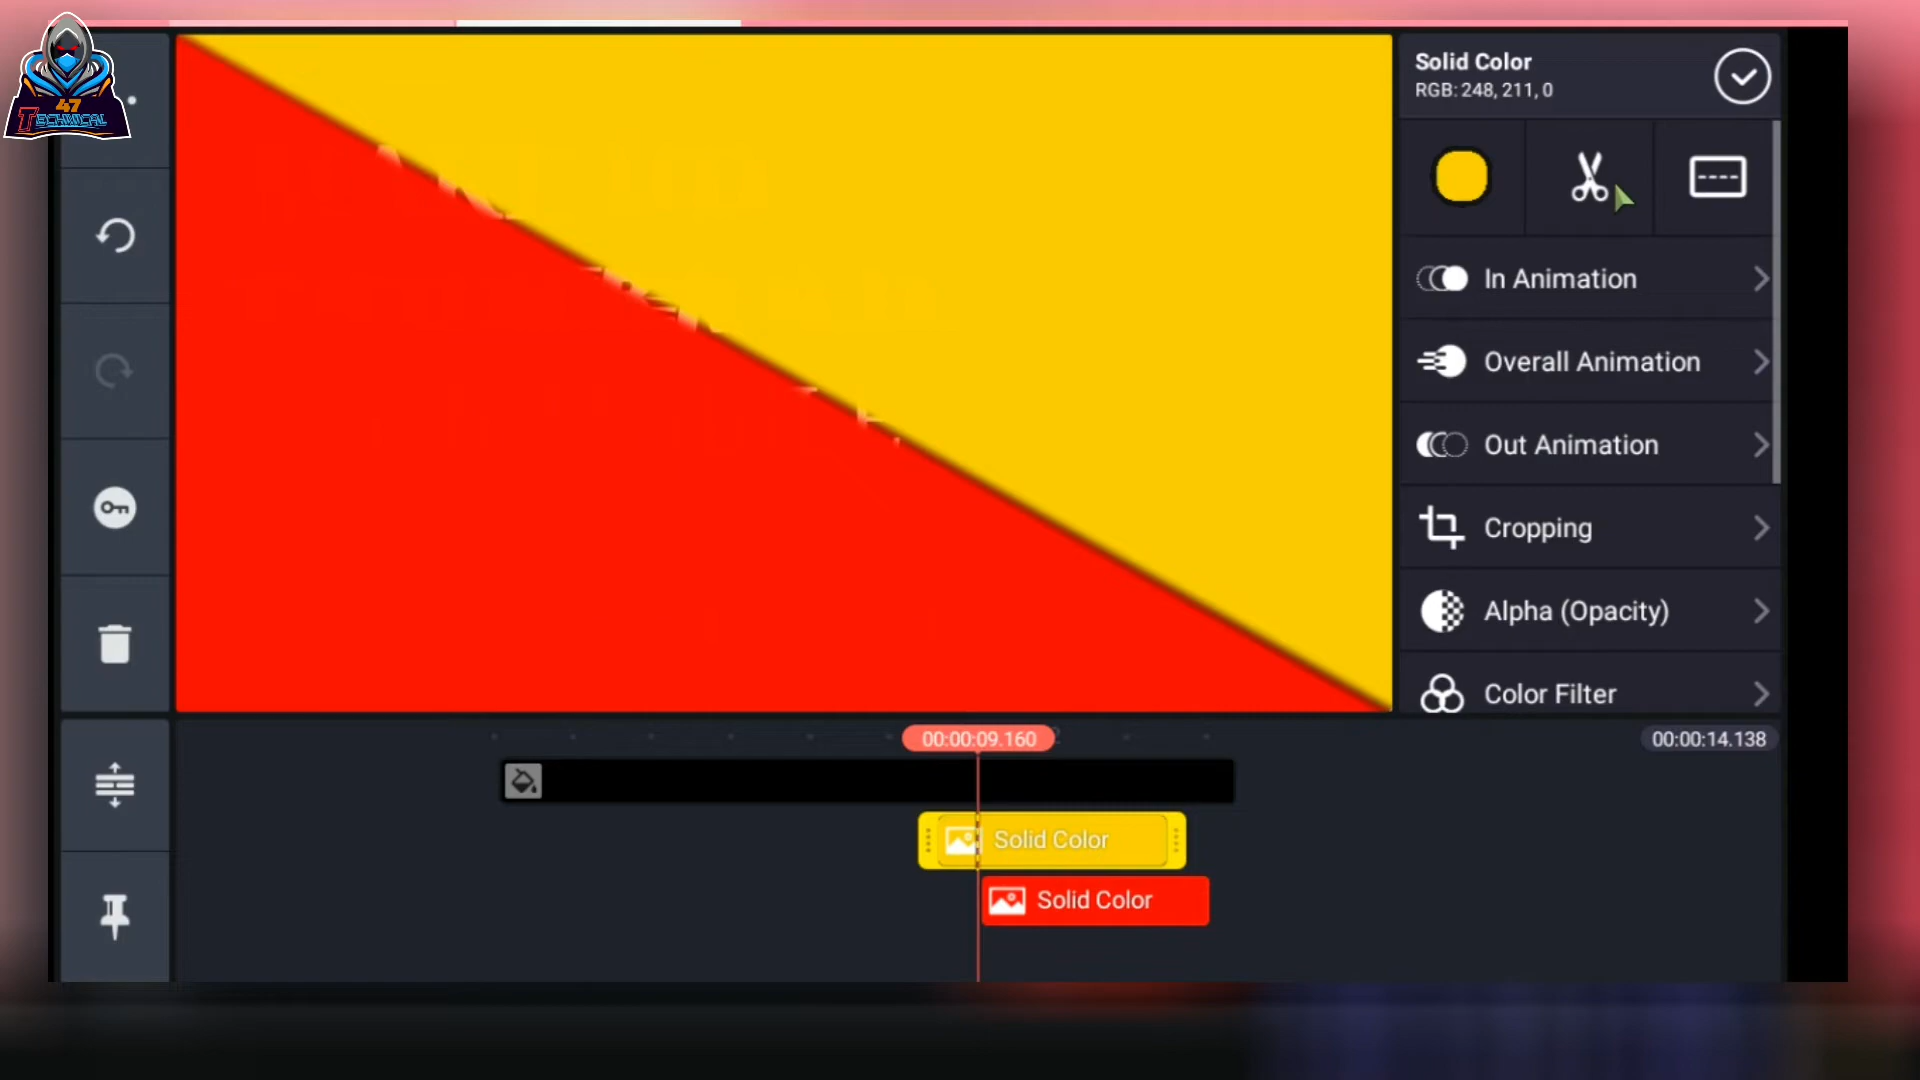 47
TECHNICAL
Solid Color
RGB: 248, 211, 0
In Animation
Overall Animation
Out Animation
Cropping
Alpha (Opacity)
Color Filter
00:00:09.160
00:00:14.138
Solid Color
Solid Color